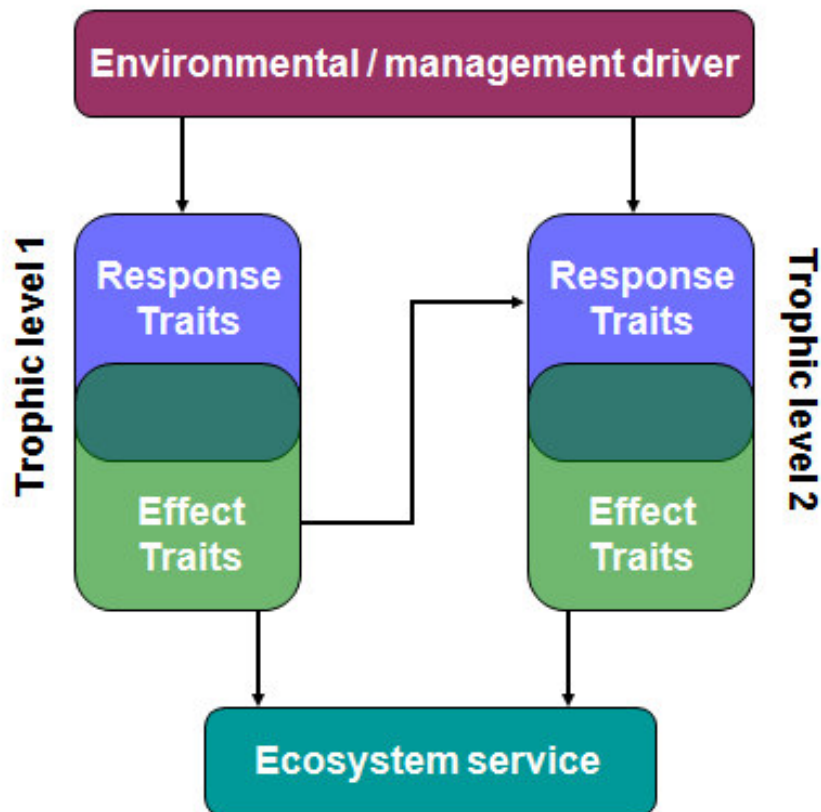 Environmental / management driver
Trophic level 1
Response
Traits
Effect
Traits
Response
Traits
Effect
Traits
Trophic level 2
Ecosystem service